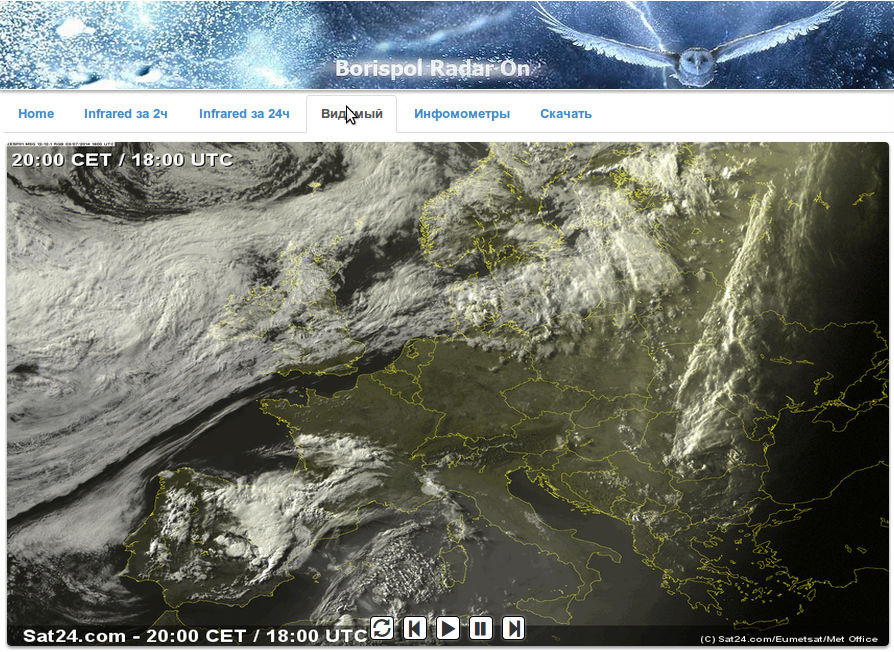 Borispol Radar On
Home Infrared за 2ч Infrared за 24ч Видимый Инфомометры Скачать
20:00 CET / 18:00 UTC
Sat24.com - 20:00 CET / 18:00 UTC
(C) Sat24.com/Eumetsat/Met Office